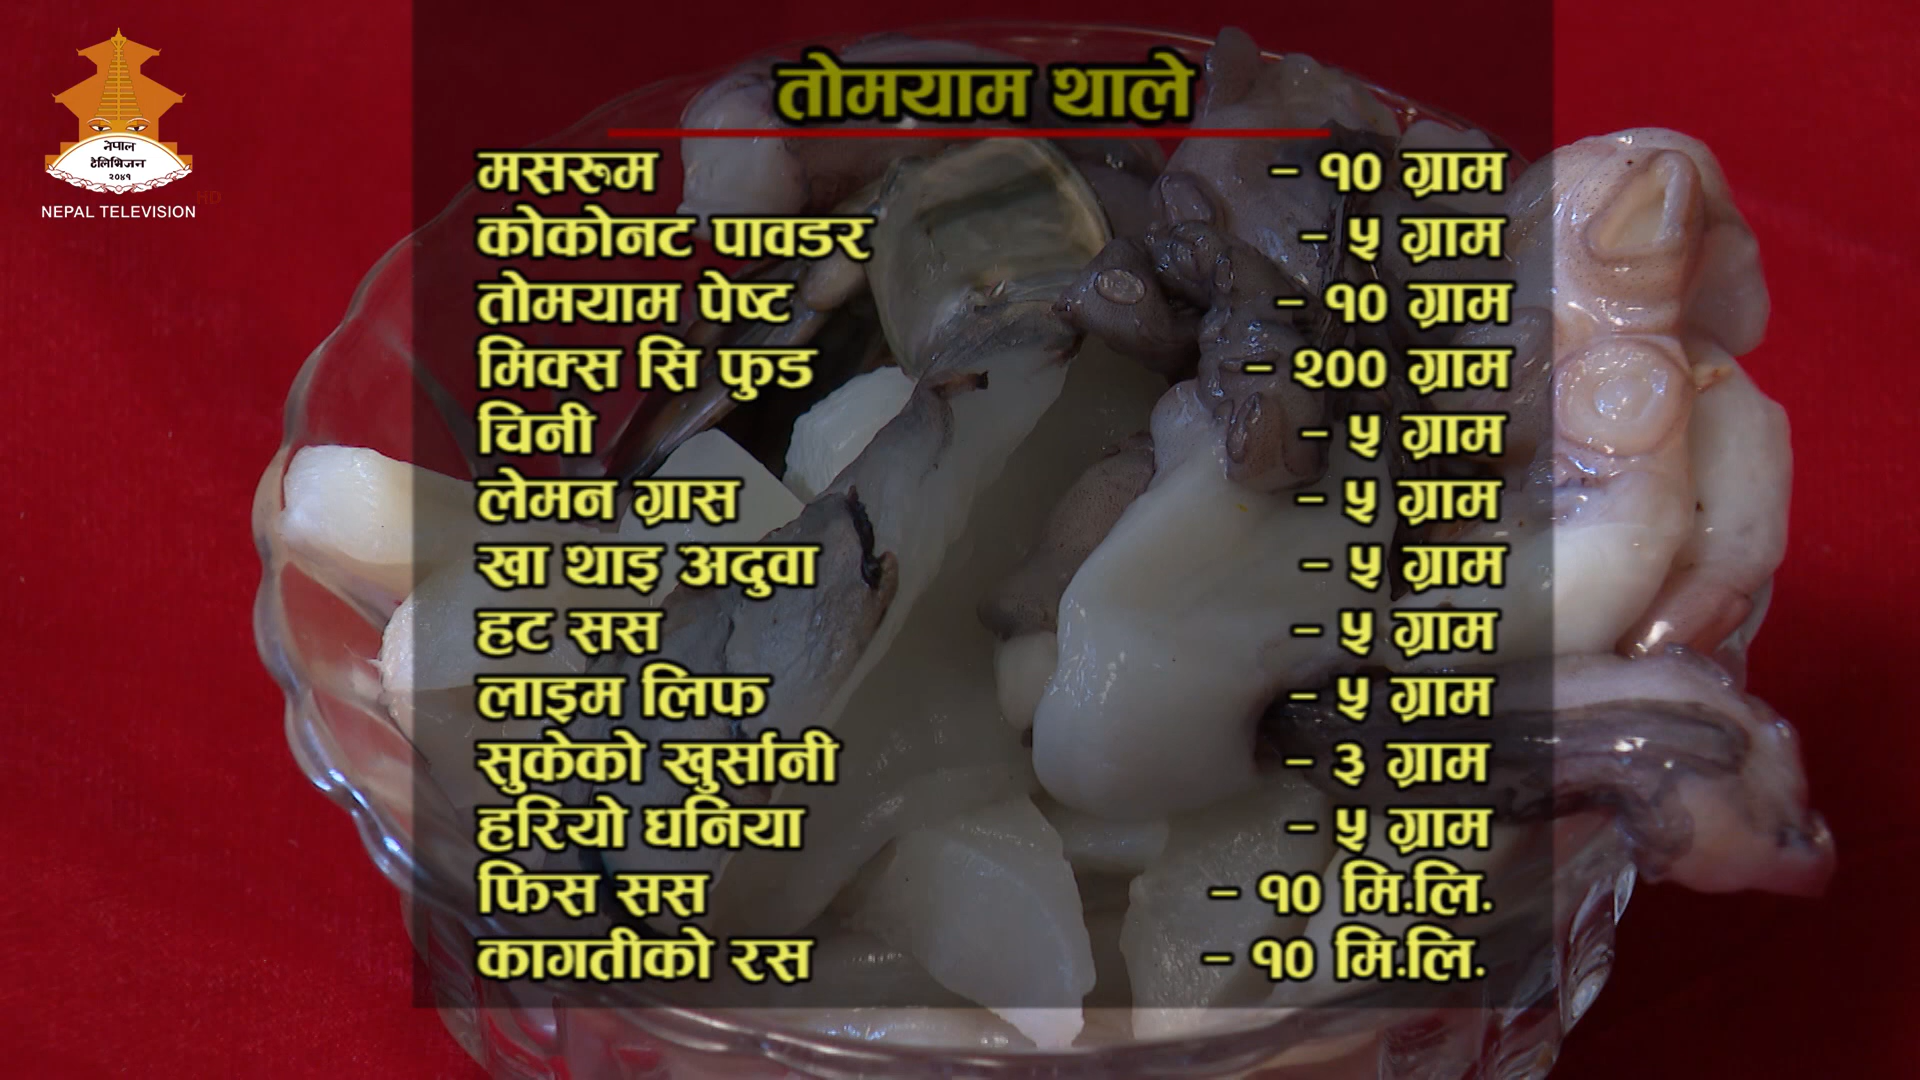 नेपाल
टेलिभिजन
२०४१
HD
NEPAL TELEVISION
तोमयाम थाले
मसरूम - १० ग्राम
कोकोनट पावडर - ५ ग्राम
तोमयाम पेष्ट - १० ग्राम
मिक्स सि फुड - २०० ग्राम
चिनी - ५ ग्राम
लेमन ग्रास - ५ ग्राम
खा थाइ अदुवा - ५ ग्राम
हट सस - ५ ग्राम
लाइम लिफ - ५ ग्राम
सुकेको खुर्सानी - ३ ग्राम
हरियो धनिया - ५ ग्राम
फिस सस - १० मि.लि.
कागतीको रस - १० मि.लि.